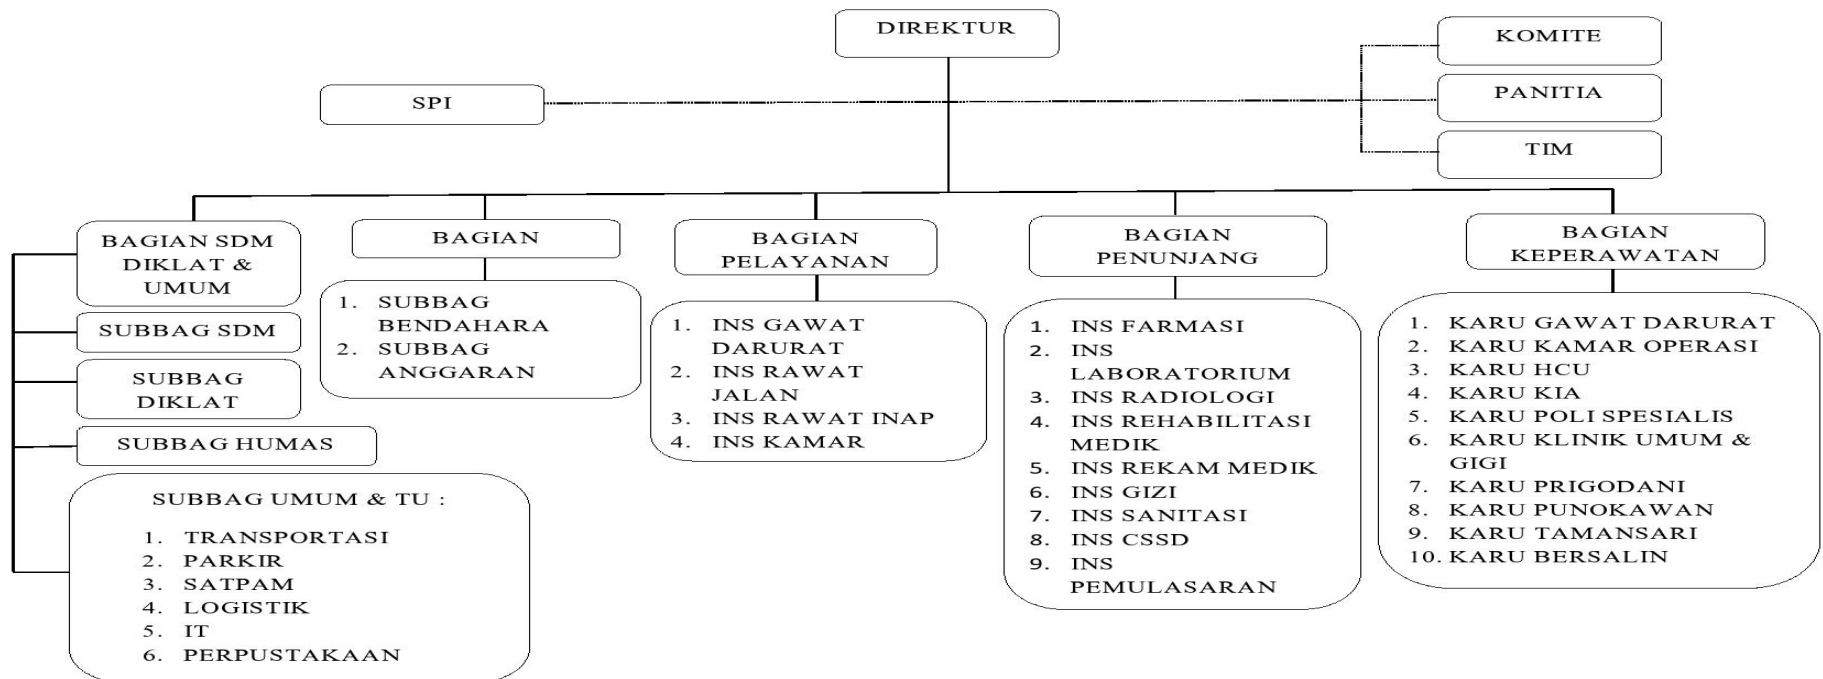 DIREKTUR
KOMITE
SPI
PANITIA
TIM
BAGIAN SDM
DIKLAT &
UMUM
SUBBAG SDM
SUBBAG
DIKLAT
SUBBAG HUMAS
SUBBAG UMUM & TU :
1. TRANSPORTASI
2. PARKIR
3. SATPAM
4. LOGISTIK
5. IT
6. PERPUSTAKAAN
BAGIAN
1. SUBBAG
BENDAHARA
2. SUBBAG
ANGGARAN
BAGIAN
PELAYANAN
1. INS GAWAT
DARURAT
2. INS RAWAT
JALAN
3. INS RAWAT INAP
4. INS KAMAR
BAGIAN
PENUNJANG
1. INS FARMASI
2. INS
LABORATORIUM
3. INS RADIOLOGI
4. INS REHABILITASI
MEDIK
5. INS REKAM MEDIK
6. INS GIZI
7. INS SANITASI
8. INS CSSD
9. INS
PEMULASARAN
BAGIAN
KEPERAWATAN
1. KARU GAWAT DARURAT
2. KARU KAMAR OPERASI
3. KARU HCU
4. KARU KIA
5. KARU POLI SPESIALIS
6. KARU KLINIK UMUM &
GIGI
7. KARU PRIGODANI
8. KARU PUNOKAWAN
9. KARU TAMANSARI
10. KARU BERSALIN